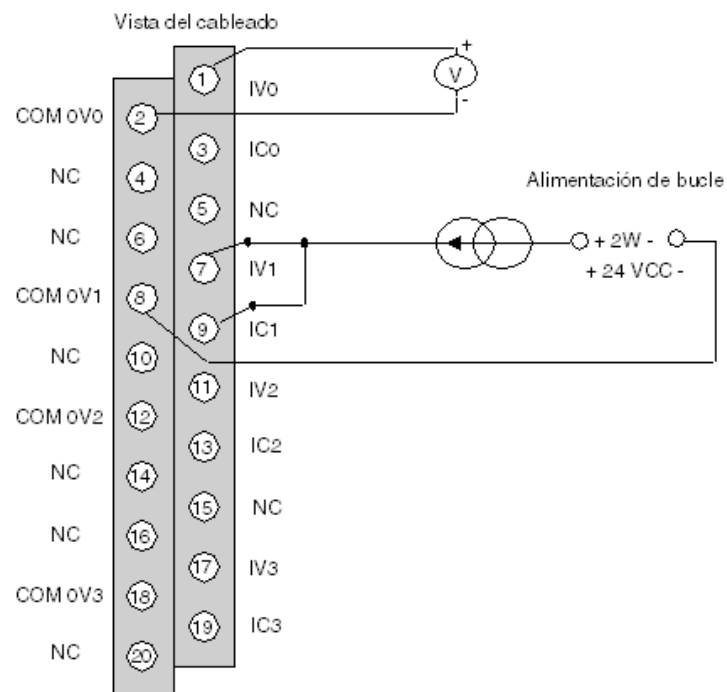 Vista del cableado
1
+
V
-
IV0
COM 0V0
2
3
IC0
NC
4
5
NC
Alimentación de bucle
NC
6
7
IV1
+ 2W -
+ 24 VCC -
COM 0V1
8
9
IC1
NC
10
11
IV2
COM 0V2
12
13
IC2
NC
14
15
NC
NC
16
17
IV3
COM 0V3
18
19
IC3
NC
20